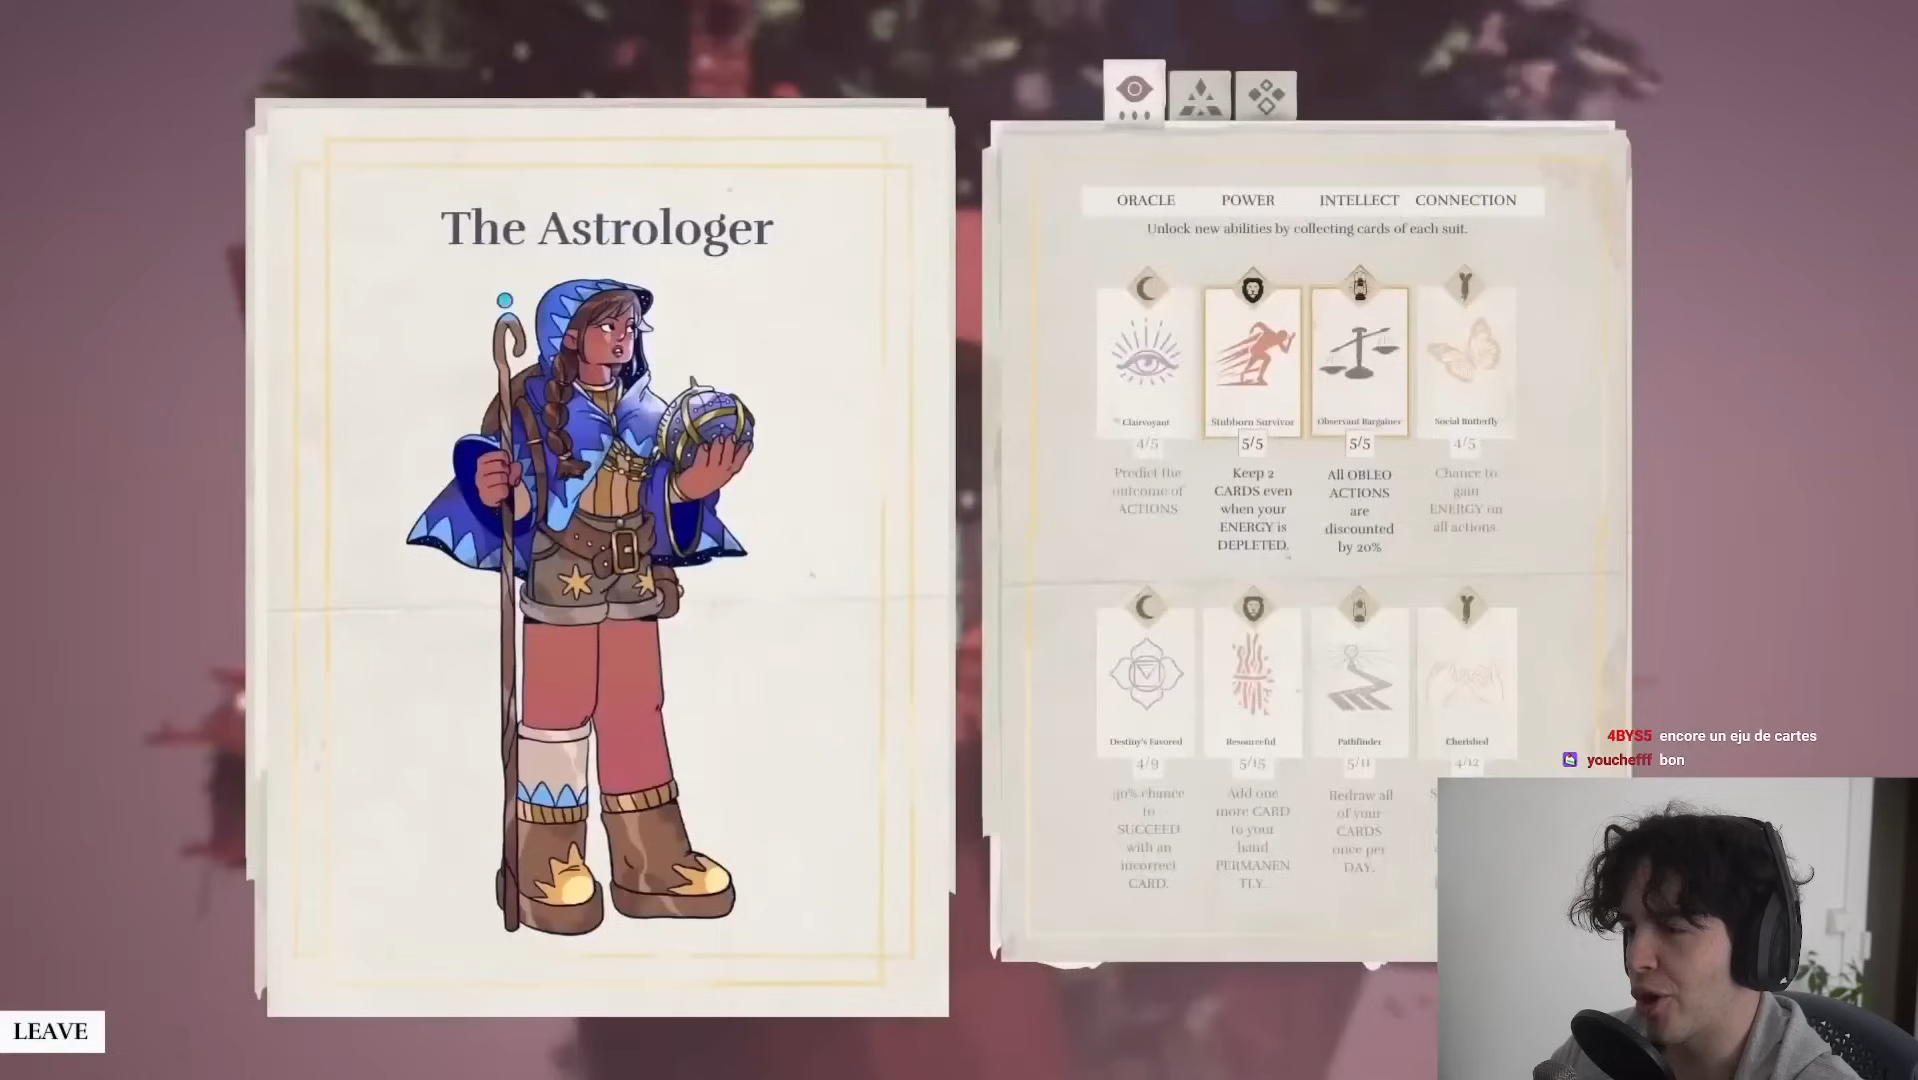 The Astrologer
ORACLE POWER INTELLECT CONNECTION
Unlock new abilities by collecting cards of each suit.
Clairvoyant
4/5
Predict the
outcome of
ACTIONS
Stubborn Survivor
5/5
Keep 2
CARDS even
when your
ENERGY is
DEPLETED.
Observant Bargainer
5/5
All OBLEO
ACTIONS
are
discounted
by 20%
Social Butterfly
4/5
Chance to
gain
ENERGY on
all actions.
Destiny's Favored
4/9
chance
to
SUCCEED
with an
incorrect
CARD.
Resourceful
5/15
Add one
more CARD
to your
hand
PERMANEN
TLY.
Pathfinder
5/11
Redraw all
of your
CARDS
once per
DAY.
Cherished
4/12
4BYS5 encore un eju de cartes
youchefff bon
LEAVE